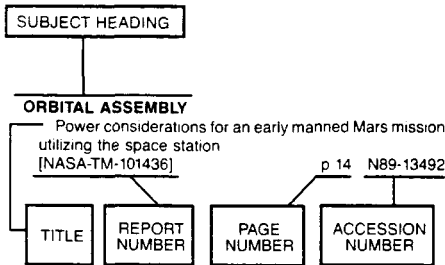 SUBJECT HEADING
ORBITAL ASSEMBLY
Power considerations for an early manned Mars mission
utilizing the space station
[NASA-TM-101436] p 14 N89-13492
TITLE REPORT NUMBER PAGE NUMBER ACCESSION NUMBER